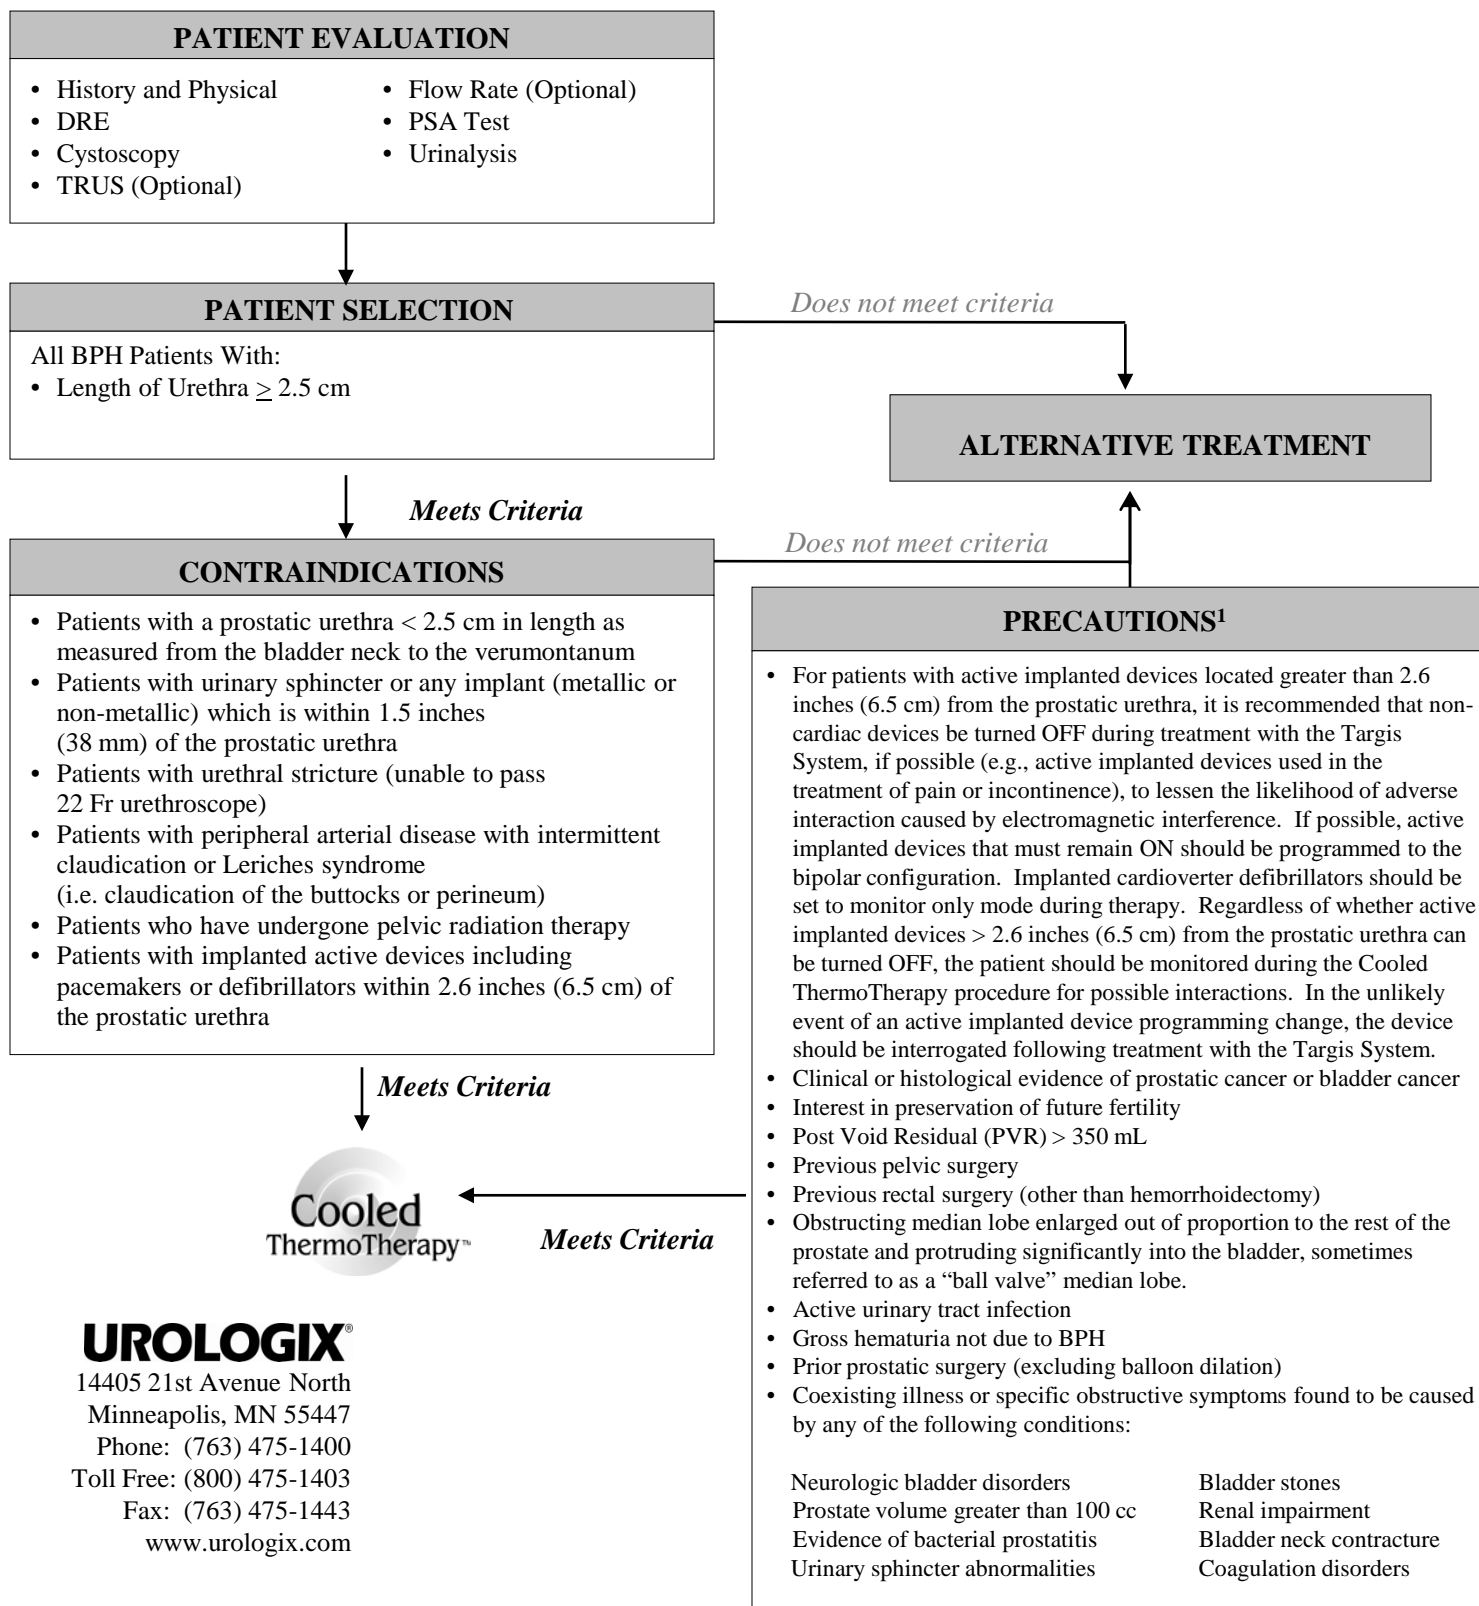 PATIENT EVALUATION
• History and Physical
• DRE
• Cystoscopy
• TRUS (Optional)
• Flow Rate (Optional)
• PSA Test
• Urinalysis
PATIENT SELECTION
All BPH Patients With:
• Length of Urethra ≥ 2.5 cm
Does not meet criteria
ALTERNATIVE TREATMENT
Meets Criteria
Does not meet criteria
CONTRAINDICATIONS
• Patients with a prostatic urethra < 2.5 cm in length as
measured from the bladder neck to the verumontanum
• Patients with urinary sphincter or any implant (metallic or
non-metallic) which is within 1.5 inches
(38 mm) of the prostatic urethra
• Patients with urethral stricture (unable to pass
22 Fr urethroscope)
• Patients with peripheral arterial disease with intermittent
claudication or Leriches syndrome
(i.e. claudication of the buttocks or perineum)
• Patients who have undergone pelvic radiation therapy
• Patients with implanted active devices including
pacemakers or defibrillators within 2.6 inches (6.5 cm) of
the prostatic urethra
PRECAUTIONS¹
• For patients with active implanted devices located greater than 2.6
inches (6.5 cm) from the prostatic urethra, it is recommended that non-
cardiac devices be turned OFF during treatment with the Targis
System, if possible (e.g., active implanted devices used in the
treatment of pain or incontinence), to lessen the likelihood of adverse
interaction caused by electromagnetic interference. If possible, active
implanted devices that must remain ON should be programmed to the
bipolar configuration. Implanted cardioverter defibrillators should be
set to monitor only mode during therapy. Regardless of whether active
implanted devices > 2.6 inches (6.5 cm) from the prostatic urethra can
be turned OFF, the patient should be monitored during the Cooled
ThermoTherapy procedure for possible interactions. In the unlikely
event of an active implanted device programming change, the device
should be interrogated following treatment with the Targis System.
• Clinical or histological evidence of prostatic cancer or bladder cancer
• Interest in preservation of future fertility
• Post Void Residual (PVR) > 350 mL
• Previous pelvic surgery
• Previous rectal surgery (other than hemorrhoidectomy)
• Obstructing median lobe enlarged out of proportion to the rest of the
prostate and protruding significantly into the bladder, sometimes
referred to as a “ball valve” median lobe.
• Active urinary tract infection
• Gross hematuria not due to BPH
• Prior prostatic surgery (excluding balloon dilation)
• Coexisting illness or specific obstructive symptoms found to be caused
by any of the following conditions:
Neurologic bladder disorders
Prostate volume greater than 100 cc
Evidence of bacterial prostatitis
Urinary sphincter abnormalities
Bladder stones
Renal impairment
Bladder neck contracture
Coagulation disorders
Meets Criteria
Cooled
ThermoTherapy™
Meets Criteria
UROLOGIX®
14405 21st Avenue North
Minneapolis, MN 55447
Phone: (763) 475-1400
Toll Free: (800) 475-1403
Fax: (763) 475-1443
www.urologix.com